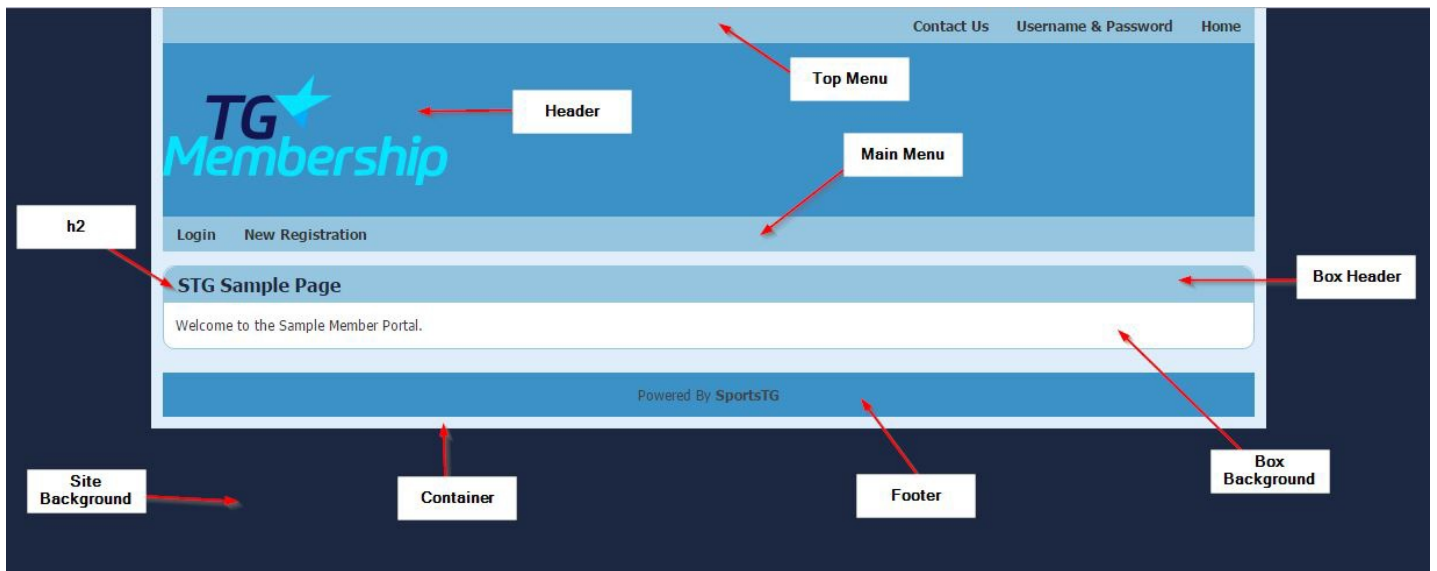 Contact Us Username & Password Home
Top Menu
TG
Membership
Header
Main Menu
h2
Login New Registration
STG Sample Page
Box Header
Welcome to the Sample Member Portal.
Powered By SportsTG
Site
Background
Container
Footer
Box
Background